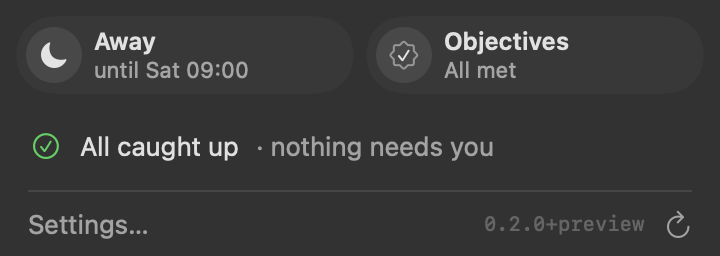 Away
until Sat 09:00
Objectives
All met
All caught up · nothing needs you
Settings...
0.2.0+preview